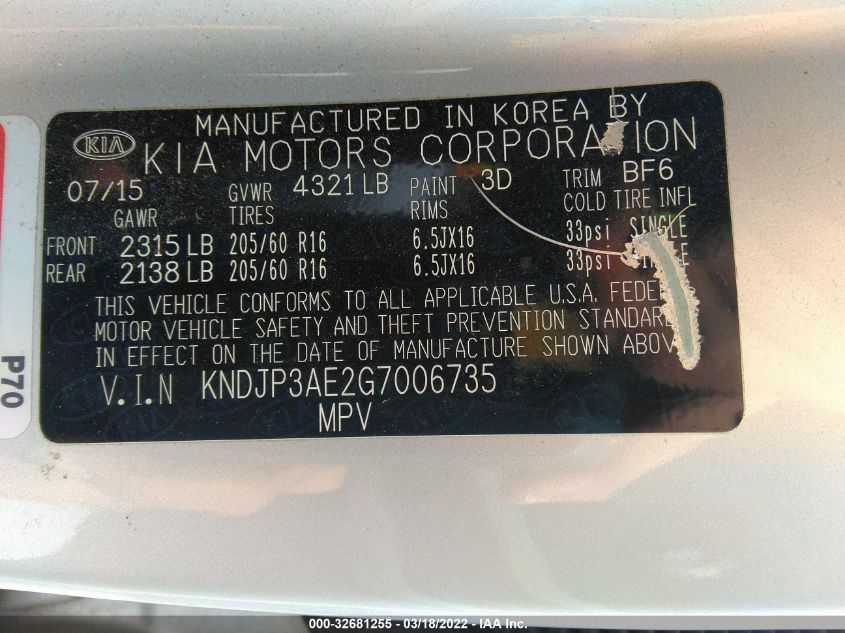 MANUFACTURED IN KOREA BY
KIA
KIA MOTORS CORPORATION
07/15 GVWR 4321 LB PAINT 3D TRIM BF6
GAWR TIRES RIMS COLD TIRE INFL
FRONT 2315 LB 205/60 R16 6.5JX16 33psi SINGLE
REAR 2138 LB 205/60 R16 6.5JX16 33psi
THIS VEHICLE CONFORMS TO ALL APPLICABLE U.S.A. FEDER
MOTOR VEHICLE SAFETY AND THEFT PREVENTION STANDARD
IN EFFECT ON THE DATE OF MANUFACTURE SHOWN ABOV
V.I.N KNDJP3AE2G7006735
MPV
P70
000-32681255 - 03/18/2022 - IAA Inc.